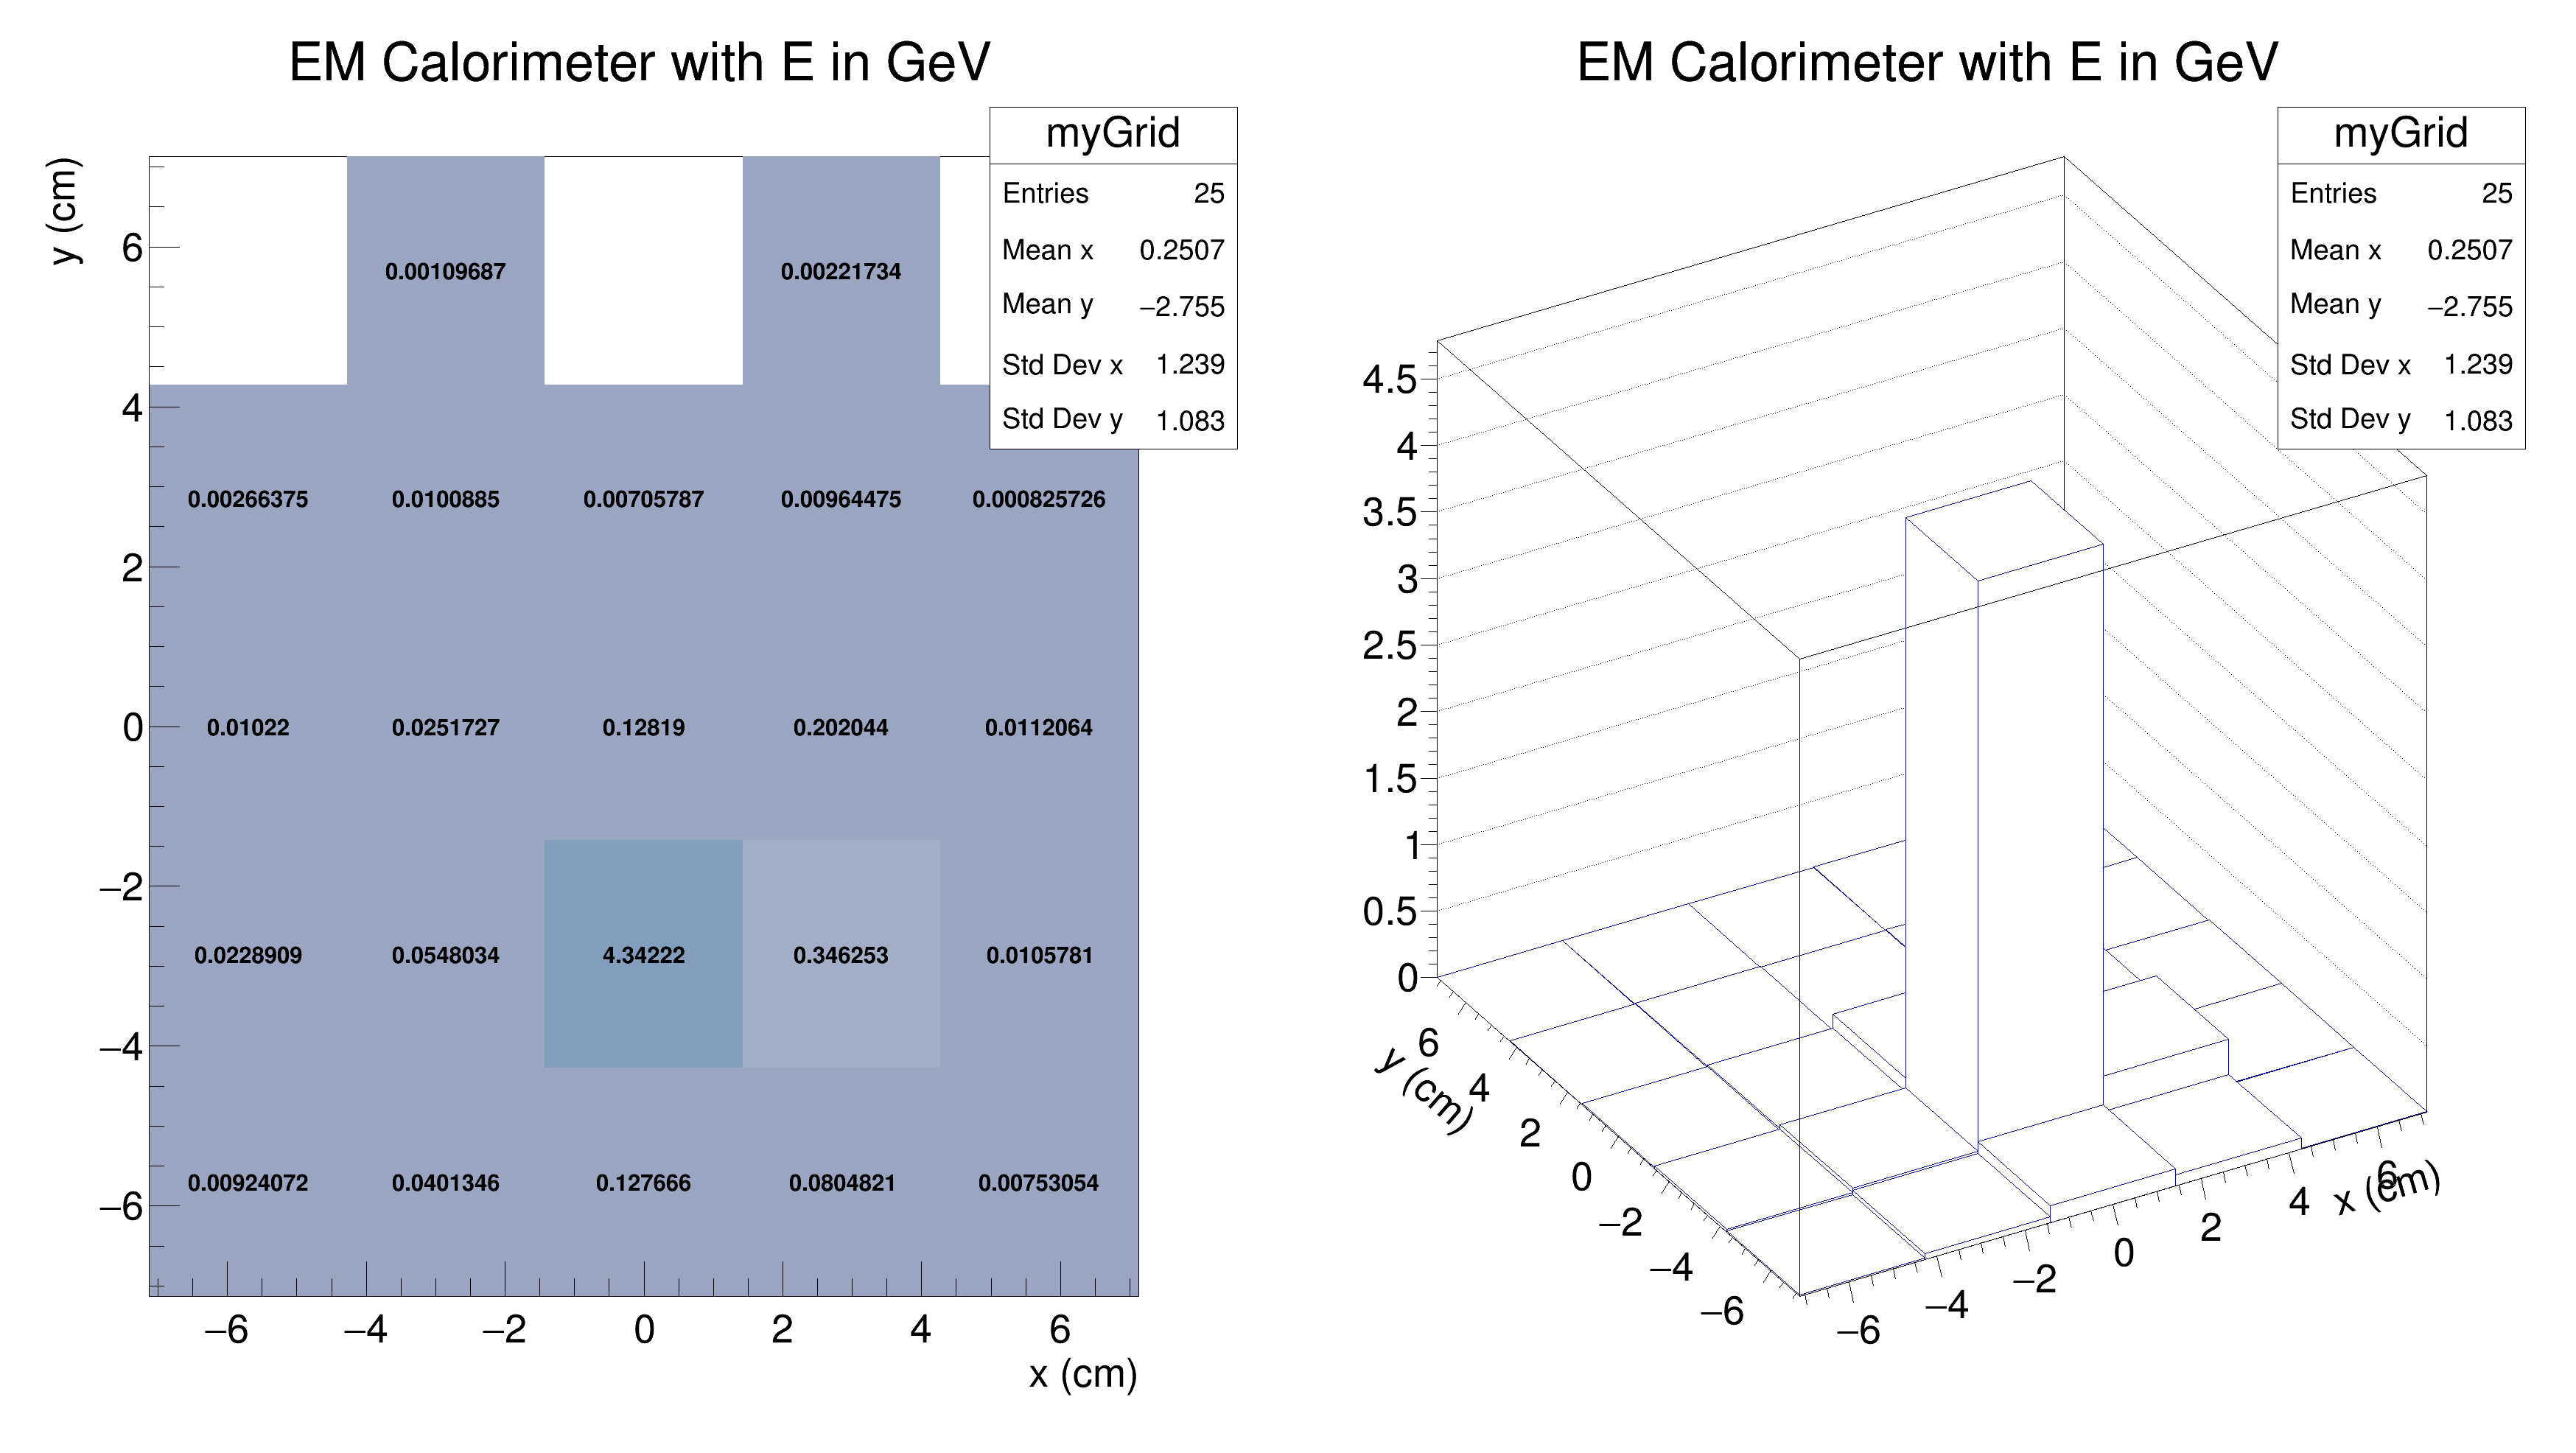 EM Calorimeter with E in GeV
myGrid
Entries 25
Mean x 0.2507
Mean y −2.755
Std Dev x 1.239
Std Dev y 1.083
y (cm)
6
4
2
0
−2
−4
−6
0.00109687 0.00221734
0.00266375 0.0100885 0.00705787 0.00964475 0.000825726
0.01022 0.0251727 0.12819 0.202044 0.0112064
0.0228909 0.0548034 4.34222 0.346253 0.0105781
0.00924072 0.0401346 0.127666 0.0804821 0.00753054
−6 −4 −2 0 2 4 6
x (cm)
EM Calorimeter with E in GeV
myGrid
Entries 25
Mean x 0.2507
Mean y −2.755
Std Dev x 1.239
Std Dev y 1.083
4.5
4
3.5
3
2.5
2
1.5
1
0.5
0
y (cm)
6
4
2
0
−2
−4
−6
−6
−4
−2
0
2
4
6
x (cm)